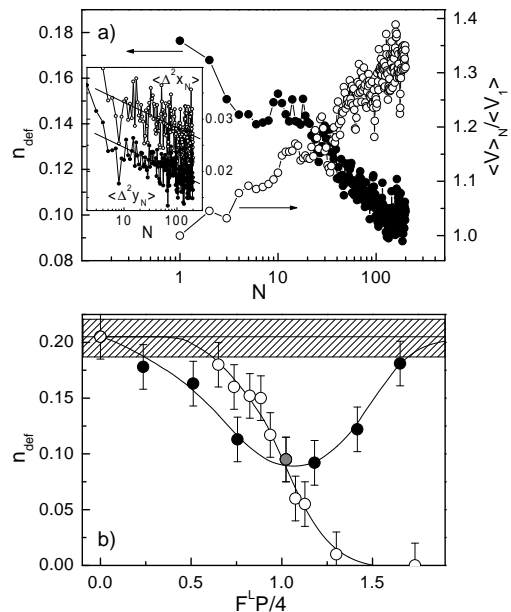 a)
0.18
0.16
0.14
0.12
0.10
0.08
n_def
1.4
1.3
1.2
1.1
1.0
<V>_N/<V_1>
<Δ²x_N>
<Δ²y_N>
0.03
0.02
10
100
N
1
10
100
N
b)
0.20
0.15
0.10
0.05
0.00
n_def
0.0
0.5
1.0
1.5
F^L P/4